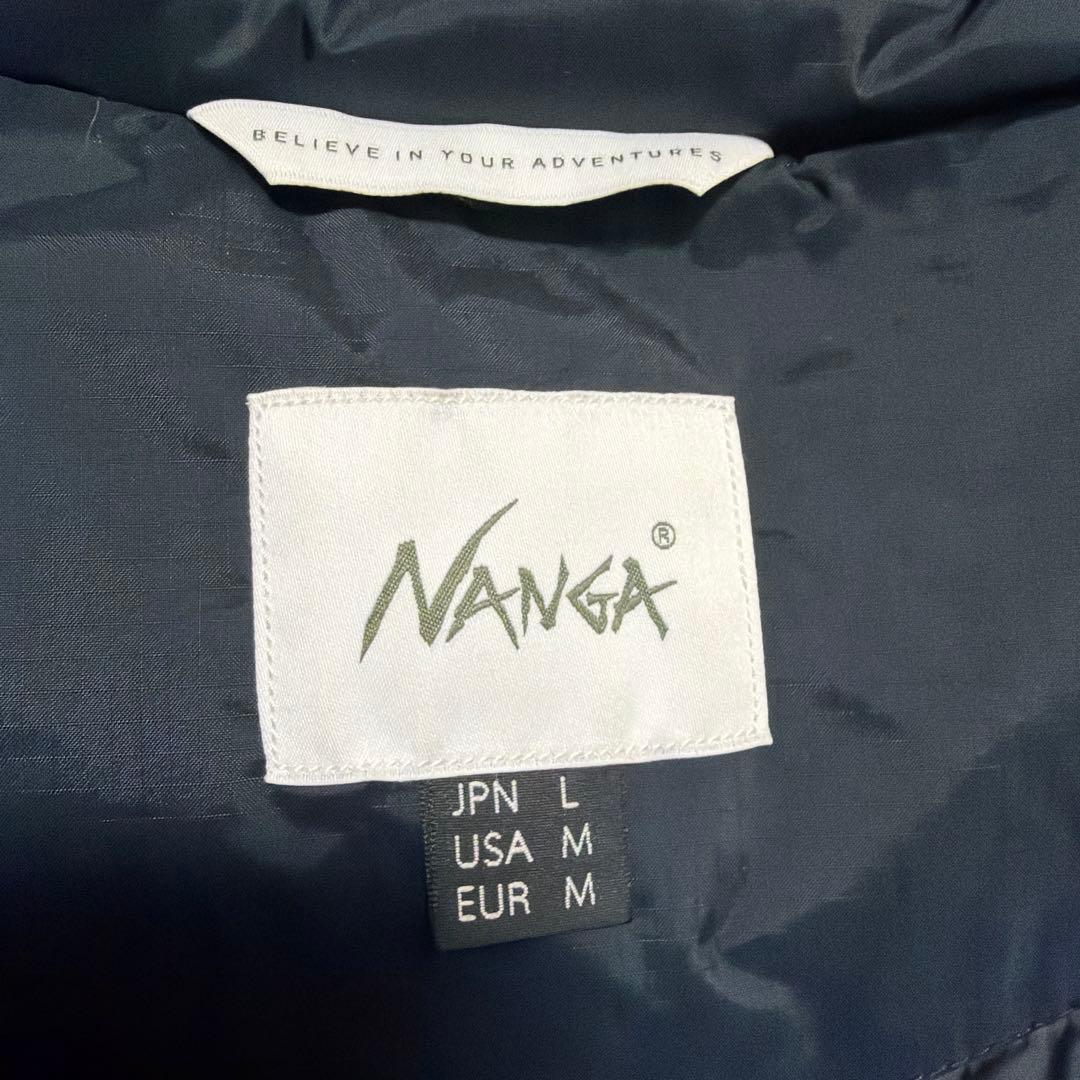 BELIEVE IN YOUR ADVENTURES
NANGA®
JPN L
USA M
EUR M